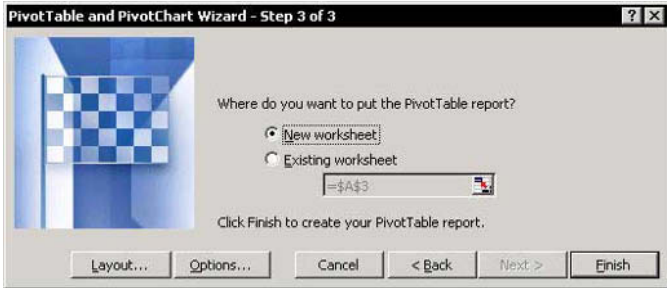 PivotTable and PivotChart Wizard - Step 3 of 3
Where do you want to put the PivotTable report?
New worksheet
Existing worksheet
=$A$3
Click Finish to create your PivotTable report.
Layout... Options... Cancel < Back Next > Finish